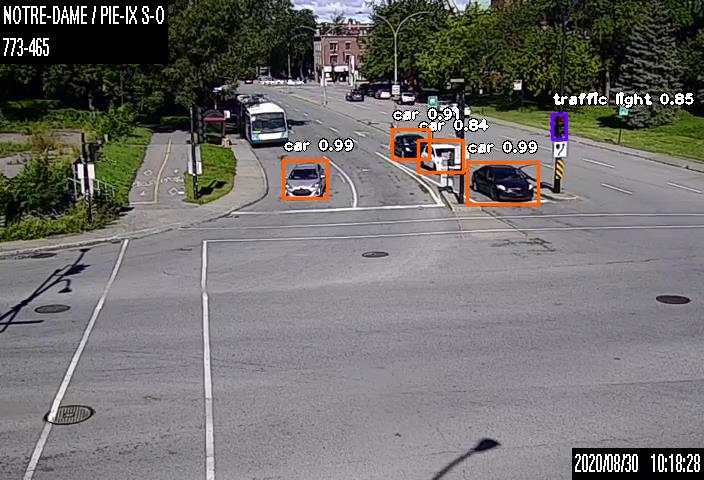 NOTRE-DAME / PIE-IX S-O
773-465
traffic light 0.85
car 0.91
car 0.84
car 0.99
car 0.99
2020/08/30 10:18:28